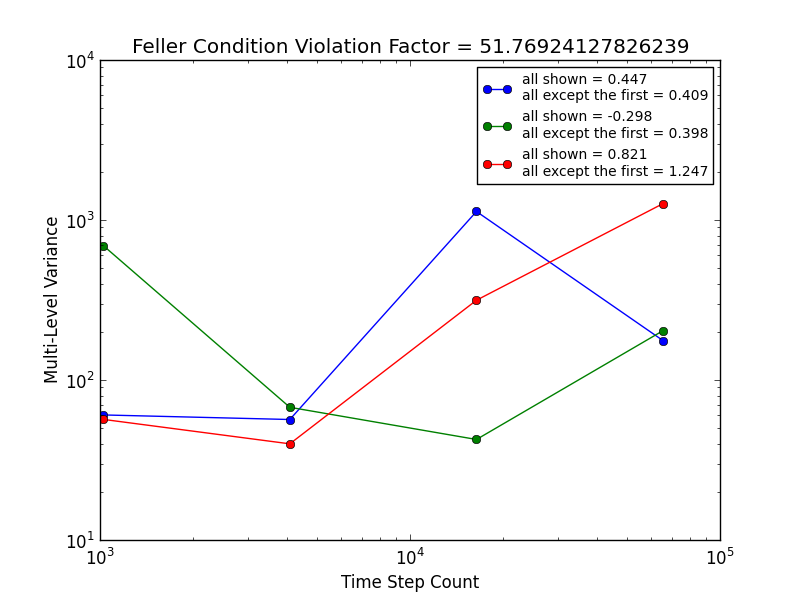 Feller Condition Violation Factor = 51.76924127826239
all shown = 0.447
all except the first = 0.409
all shown = -0.298
all except the first = 0.398
all shown = 0.821
all except the first = 1.247
Multi-Level Variance
10^4
10^3
10^2
10^1
10^3
10^4
10^5
Time Step Count